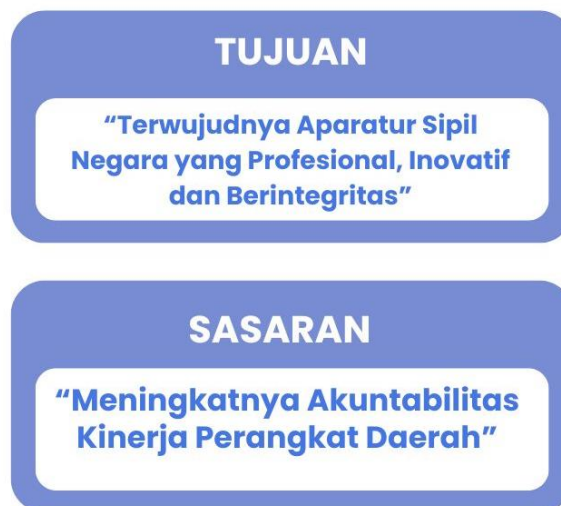 TUJUAN
“Terwujudnya Aparatur Sipil
Negara yang Profesional, Inovatif
dan Berintegritas”
SASARAN
“Meningkatnya Akuntabilitas
Kinerja Perangkat Daerah”